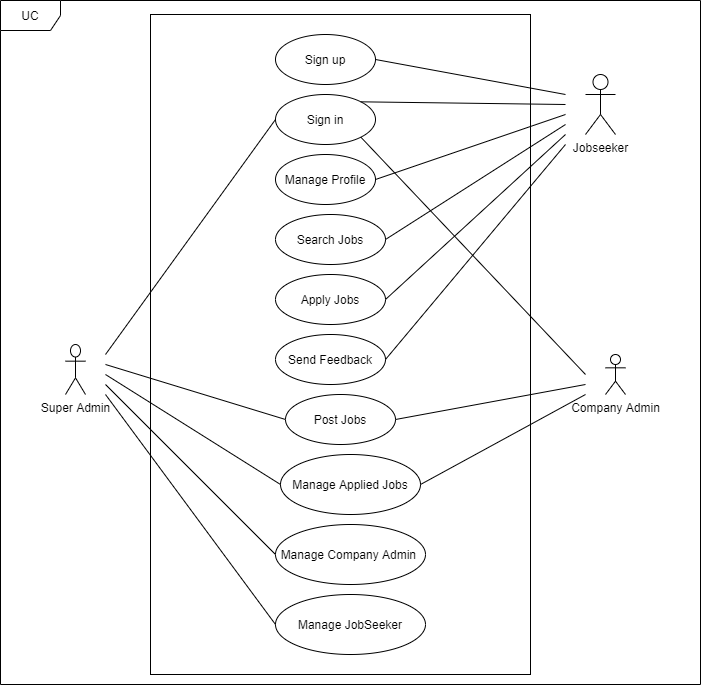 UC
Sign up
Sign in
Jobseeker
Manage Profile
Search Jobs
Apply Jobs
Send Feedback
Super Admin
Company Admin
Post Jobs
Manage Applied Jobs
Manage Company Admin
Manage JobSeeker